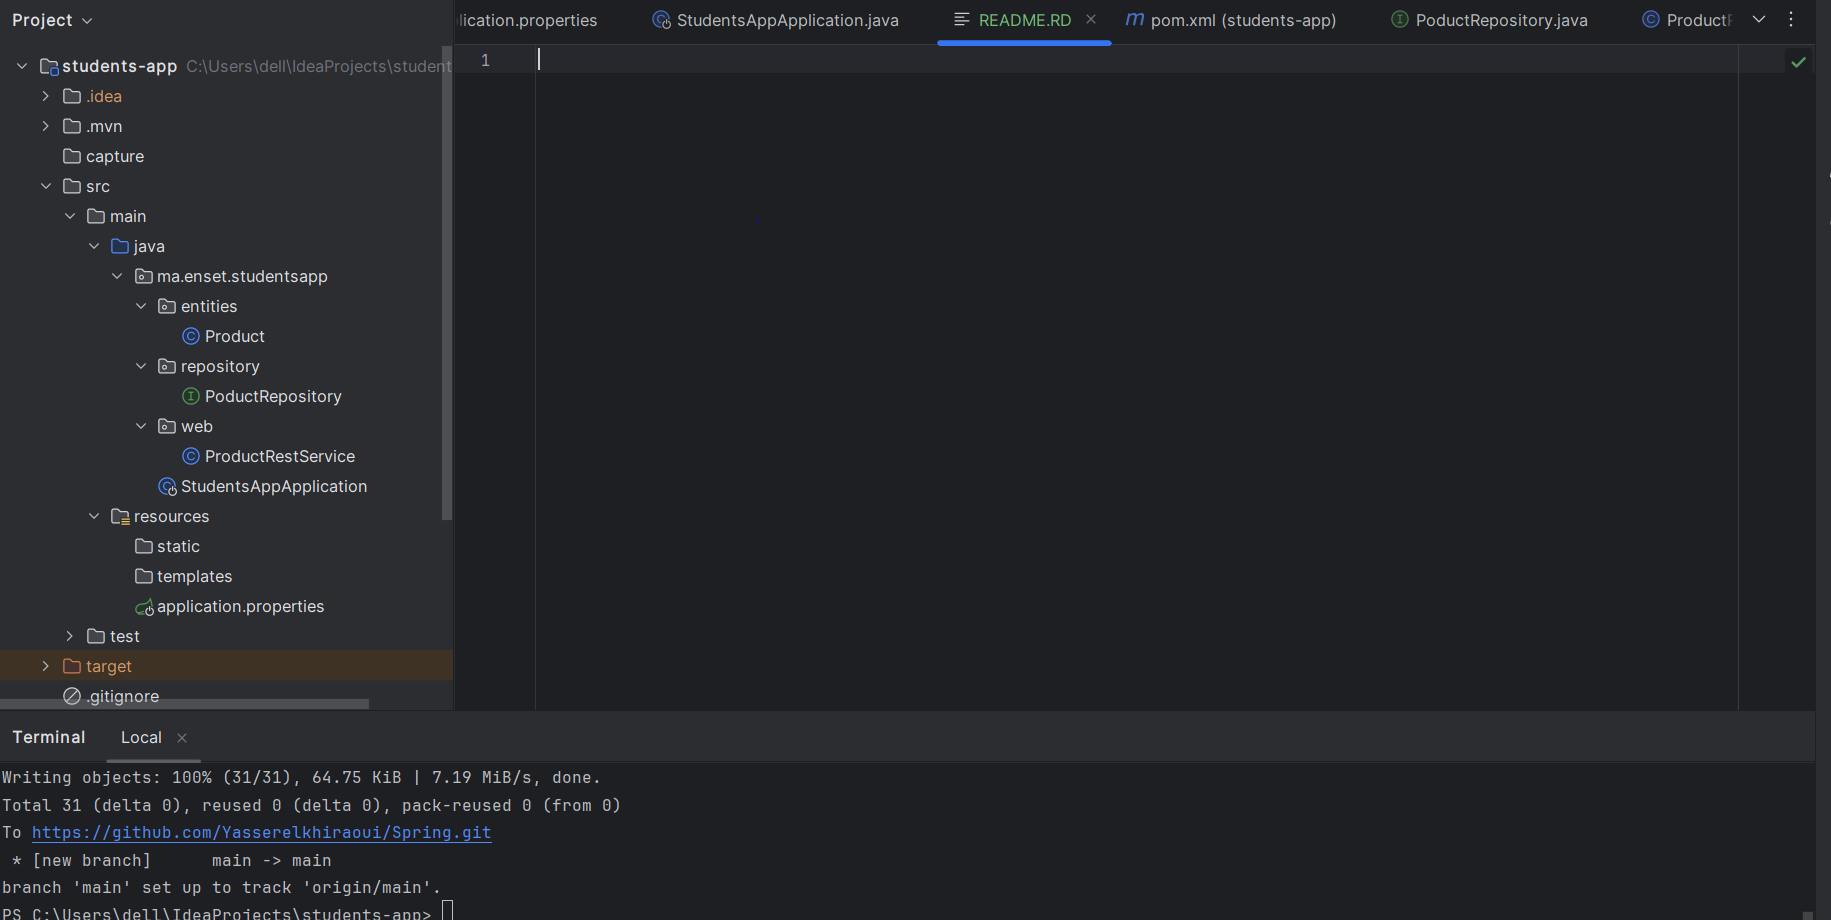 Project
lication.properties
StudentsAppApplication.java
README.RD
m pom.xml (students-app)
I PoductRepository.java
C Product
students-app C:\Users\dell\IdeaProjects\student
.idea
.mvn
capture
src
main
java
ma.enset.studentsapp
entities
C Product
repository
I PoductRepository
web
C ProductRestService
StudentsAppApplication
resources
static
templates
application.properties
test
target
.gitignore
1
Terminal Local
Writing objects: 100% (31/31), 64.75 KiB | 7.19 MiB/s, done.
Total 31 (delta 0), reused 0 (delta 0), pack-reused 0 (from 0)
To https://github.com/Yasserelkhiraoui/Spring.git
 * [new branch]      main -> main
branch 'main' set up to track 'origin/main'.
PS C:\Users\dell\IdeaProjects\students-app>